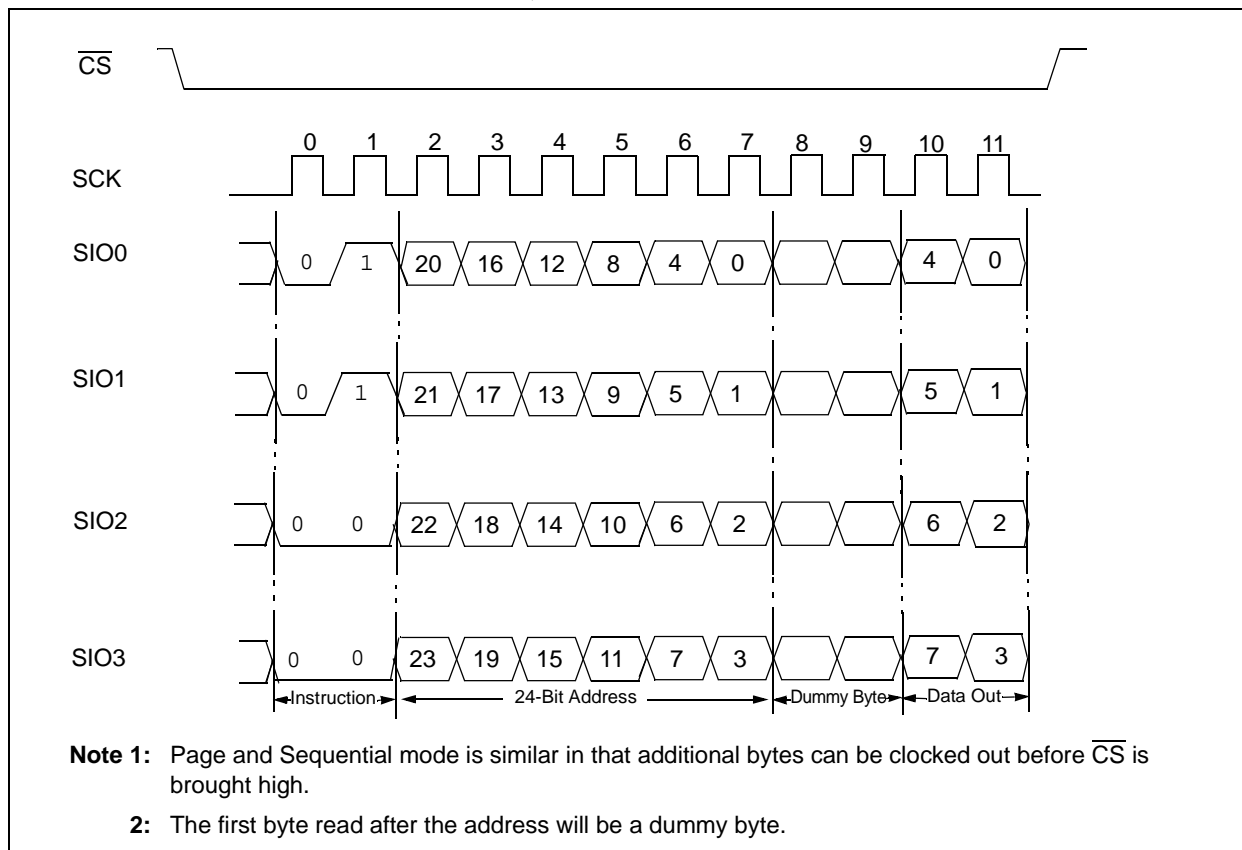 CS
0 1 2 3 4 5 6 7 8 9 10 11
SCK
SIO0 0 1 20 16 12 8 4 0 4 0
SIO1 0 1 21 17 13 9 5 1 5 1
SIO2 0 0 22 18 14 10 6 2 6 2
SIO3 0 0 23 19 15 11 7 3 7 3
Instruction 24-Bit Address Dummy Byte Data Out
Note 1: Page and Sequential mode is similar in that additional bytes can be clocked out before CS is
brought high.
2: The first byte read after the address will be a dummy byte.